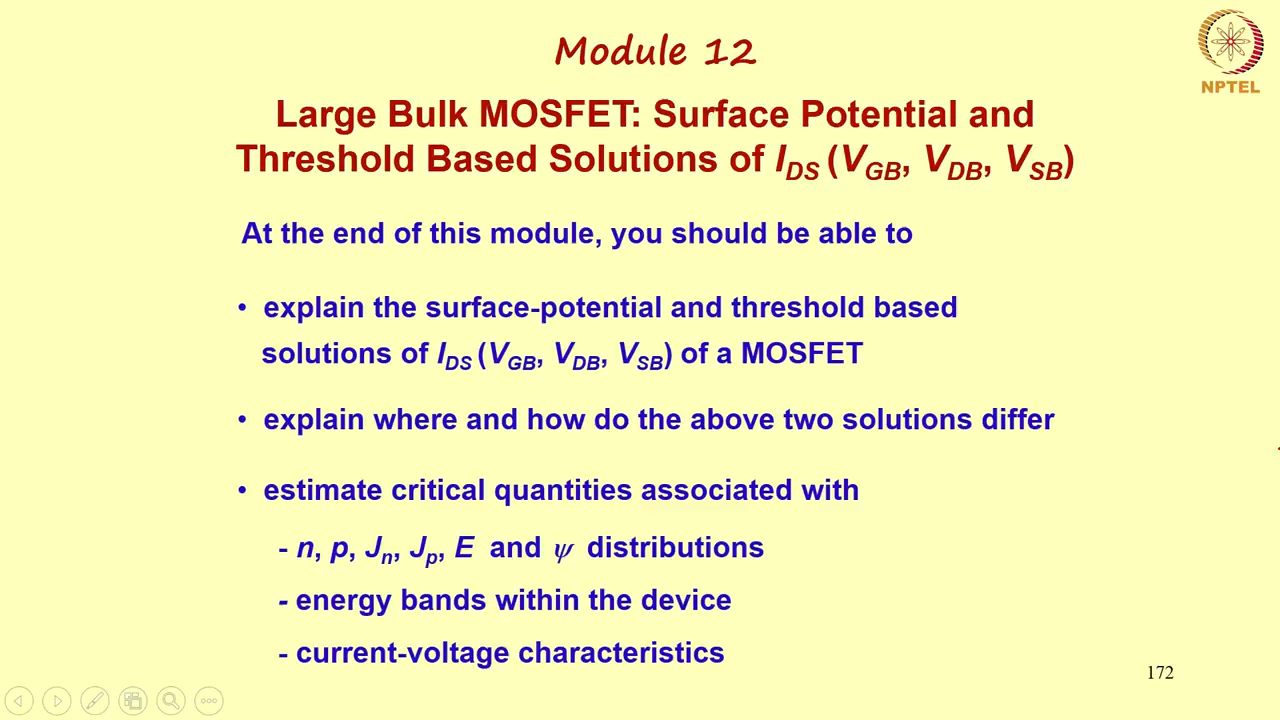 Module 12
NPTEL
Large Bulk MOSFET: Surface Potential and
Threshold Based Solutions of IDS (VGB, VDB, VSB)
At the end of this module, you should be able to
• explain the surface-potential and threshold based
solutions of IDS (VGB, VDB, VSB) of a MOSFET
• explain where and how do the above two solutions differ
• estimate critical quantities associated with
- n, p, Jn, Jp, E and ψ distributions
- energy bands within the device
- current-voltage characteristics
172